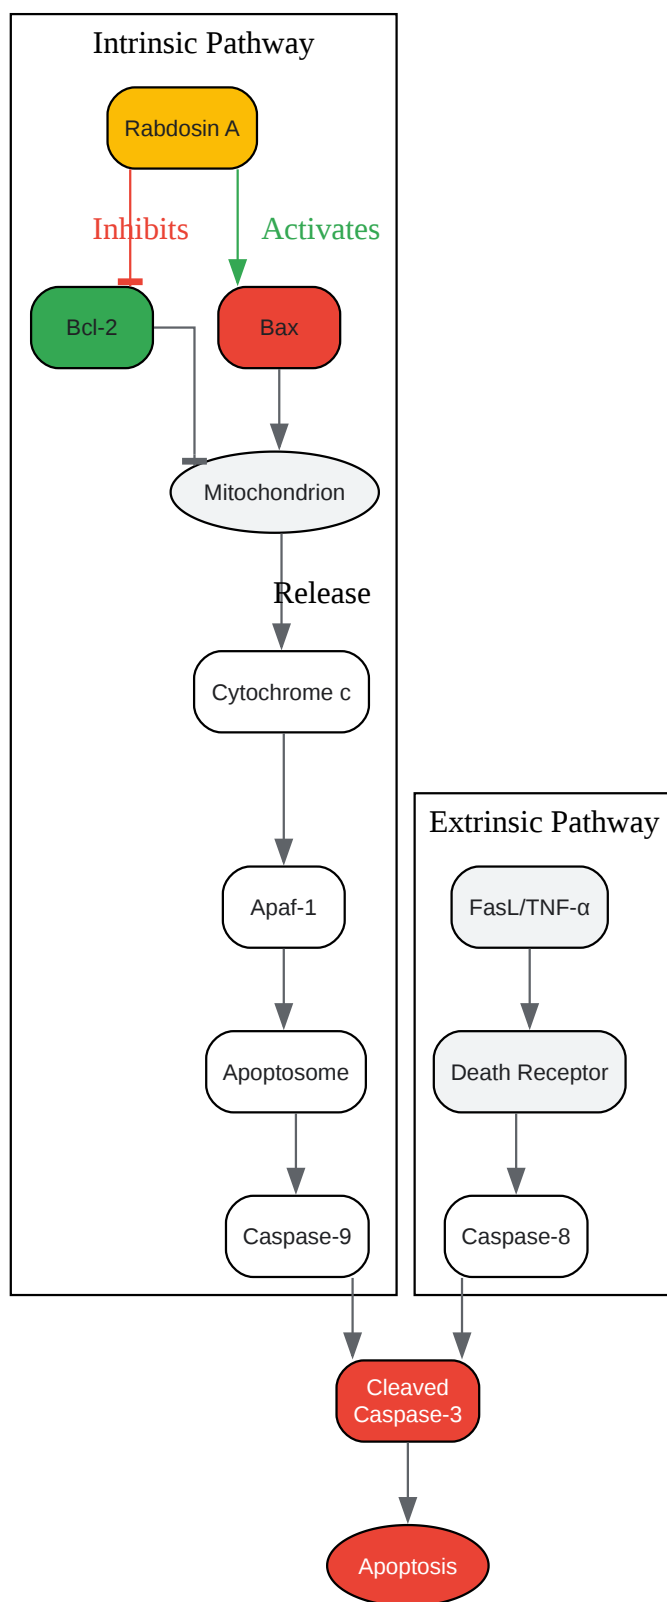 Intrinsic Pathway
Rabdosin A
Inhibits
Activates
Bcl-2
Bax
Mitochondrion
Release
Cytochrome c
Extrinsic Pathway
Apaf-1
FasL/TNF-α
Apoptosome
Death Receptor
Caspase-9
Caspase-8
Cleaved
Caspase-3
Apoptosis